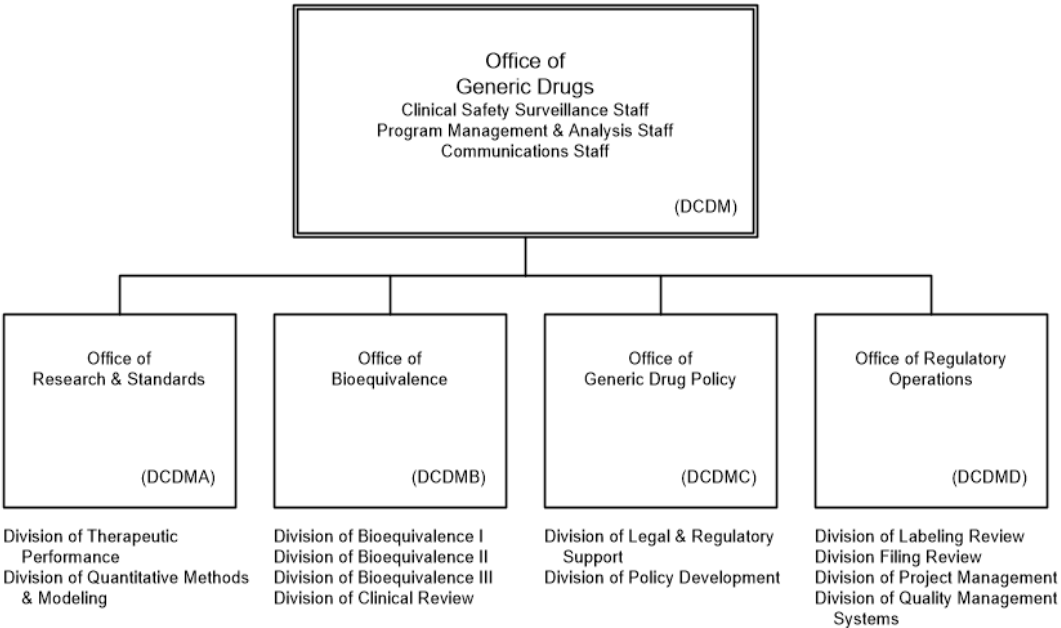 Office of
Generic Drugs
Clinical Safety Surveillance Staff
Program Management & Analysis Staff
Communications Staff
(DCDM)
Office of
Research & Standards
(DCDMA)
Office of
Bioequivalence
(DCDMB)
Office of
Generic Drug Policy
(DCDMC)
Office of Regulatory
Operations
(DCDMD)
Division of Therapeutic
Performance
Division of Quantitative Methods
& Modeling
Division of Bioequivalence I
Division of Bioequivalence II
Division of Bioequivalence III
Division of Clinical Review
Division of Legal & Regulatory
Support
Division of Policy Development
Division of Labeling Review
Division Filing Review
Division of Project Management
Division of Quality Management
Systems